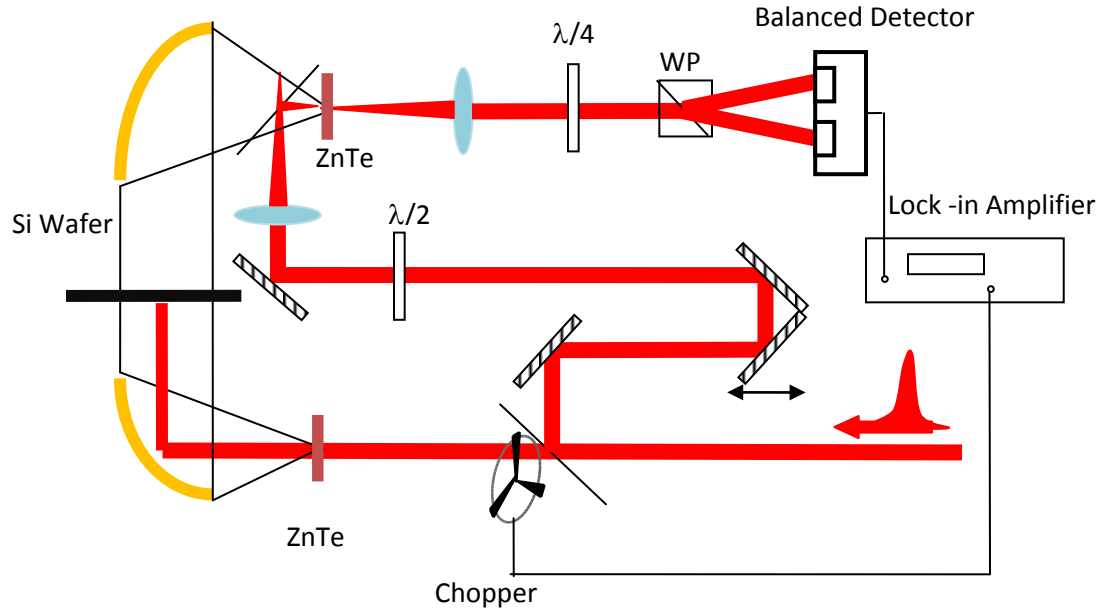 Balanced Detector
λ/4
WP
ZnTe
Si Wafer
λ/2
Lock -in Amplifier
ZnTe
Chopper